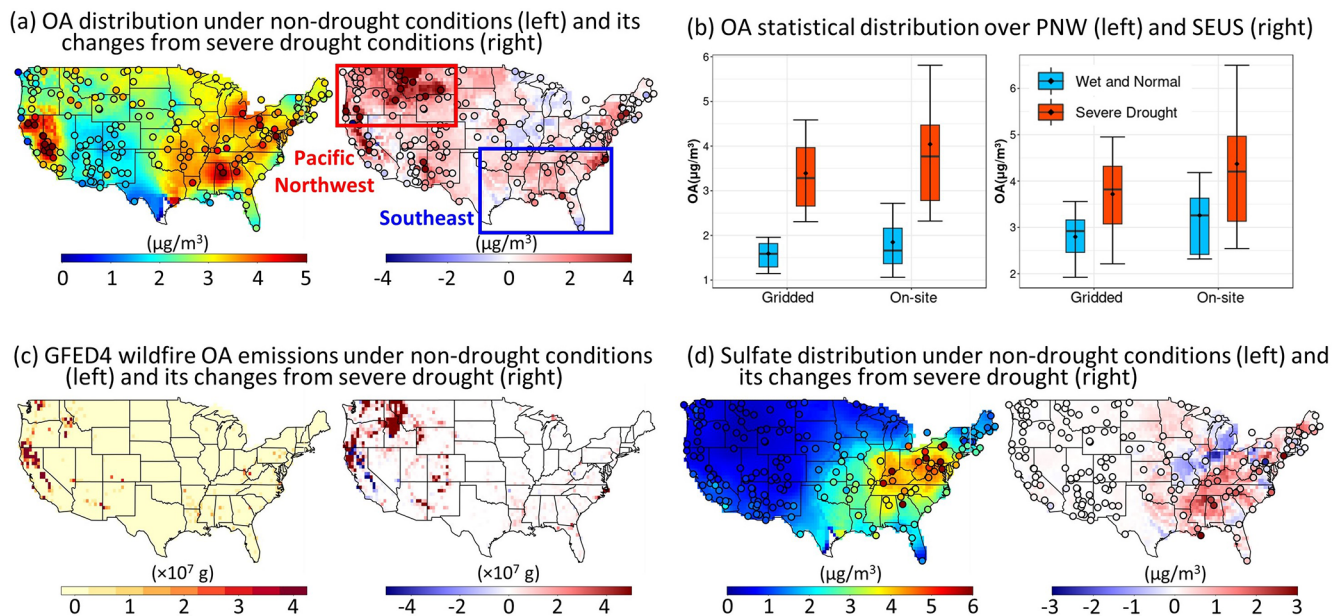 (a) OA distribution under non-drought conditions (left) and its
changes from severe drought conditions (right)
Pacific
Northwest
Southeast
(µg/m³)
0 1 2 3 4 5
(µg/m³)
-4 -2 0 2 4
(b) OA statistical distribution over PNW (left) and SEUS (right)
OA(µg/m³)
6
5
4
3
2
1
Gridded On-site
OA(µg/m³)
6
5
4
3
2
Gridded On-site
Wet and Normal
Severe Drought
(c) GFED4 wildfire OA emissions under non-drought conditions
(left) and its changes from severe drought (right)
(×10⁷ g)
0 1 2 3 4
(×10⁷ g)
-4 -2 0 2 4
(d) Sulfate distribution under non-drought conditions (left) and
its changes from severe drought (right)
(µg/m³)
0 1 2 3 4 5 6
(µg/m³)
-3 -2 -1 0 1 2 3